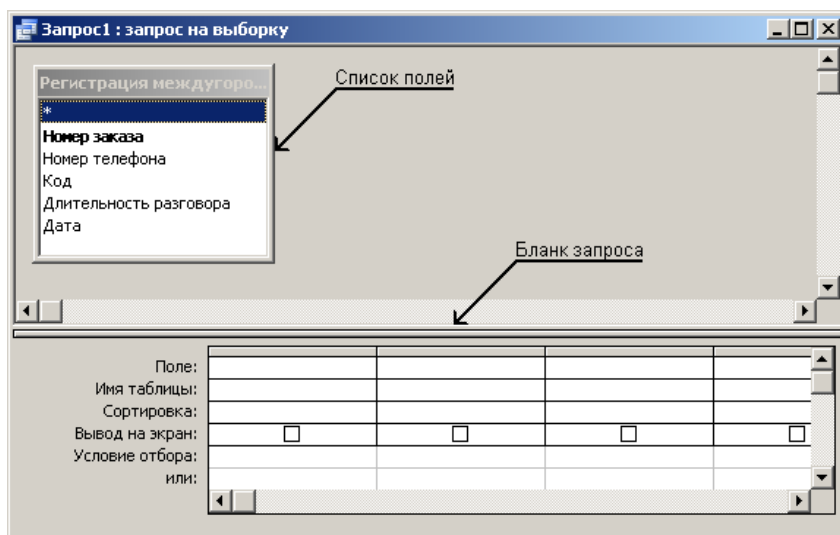 Запрос1 : запрос на выборку
Регистрация междугоро...
Список полей
*
Номер заказа
Номер телефона
Код
Длительность разговора
Дата
Бланк запроса
Поле:
Имя таблицы:
Сортировка:
Вывод на экран:
Условие отбора:
или: